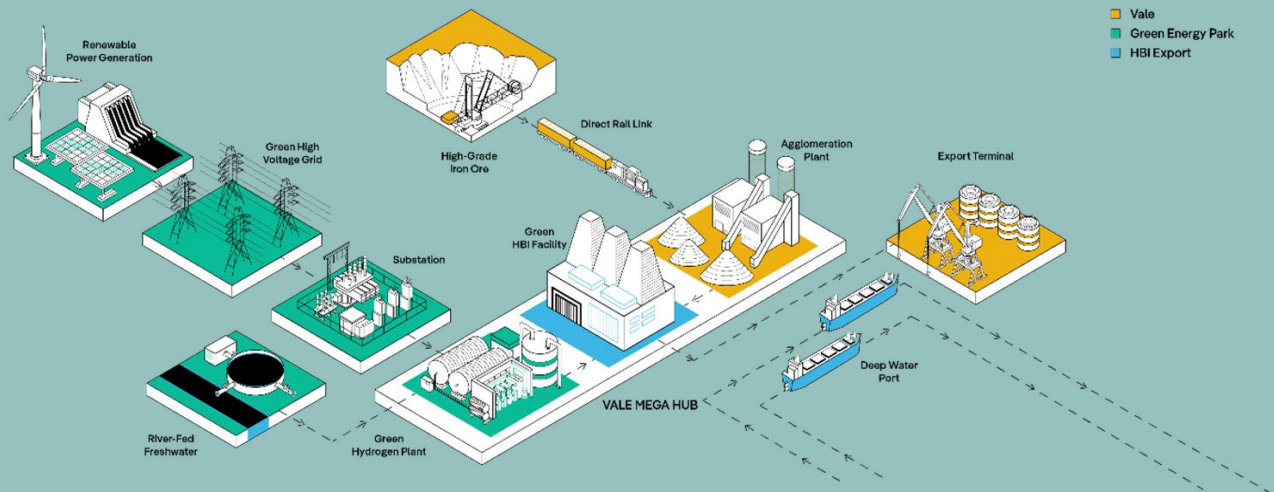 Vale
Green Energy Park
HBI Export
Renewable
Power Generation
Green High
Voltage Grid
Substation
River-Fed
Freshwater
Green
Hydrogen Plant
High-Grade
Iron Ore
Direct Rail Link
Green
HBI Facility
Agglomeration
Plant
Export Terminal
Deep Water
Port
VALE MEGA HUB